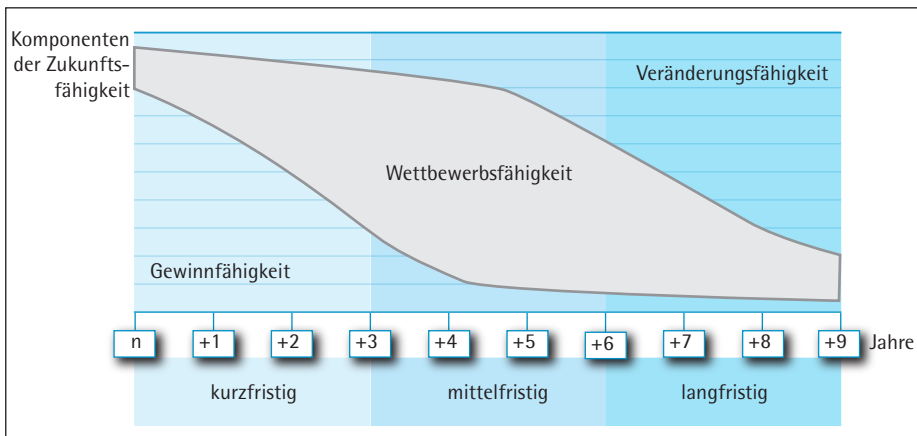 Komponenten
der Zukunfts-
fähigkeit
Veränderungsfähigkeit
Wettbewerbsfähigkeit
Gewinnfähigkeit
n +1 +2 +3 +4 +5 +6 +7 +8 +9 Jahre
kurzfristig mittelfristig langfristig